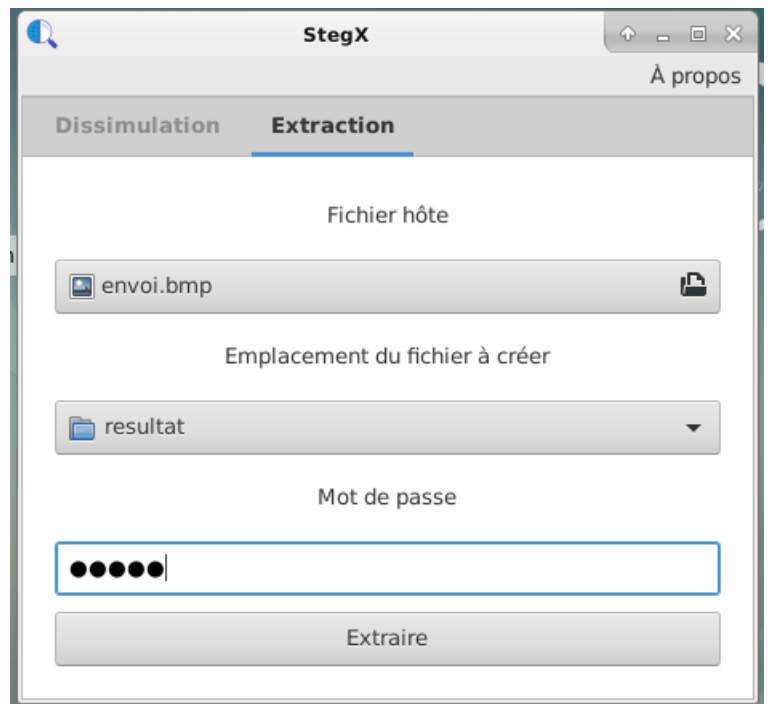 StegX
À propos
Dissimulation Extraction
Fichier hôte
envoi.bmp
Emplacement du fichier à créer
resultat
Mot de passe
●●●●●
Extraire